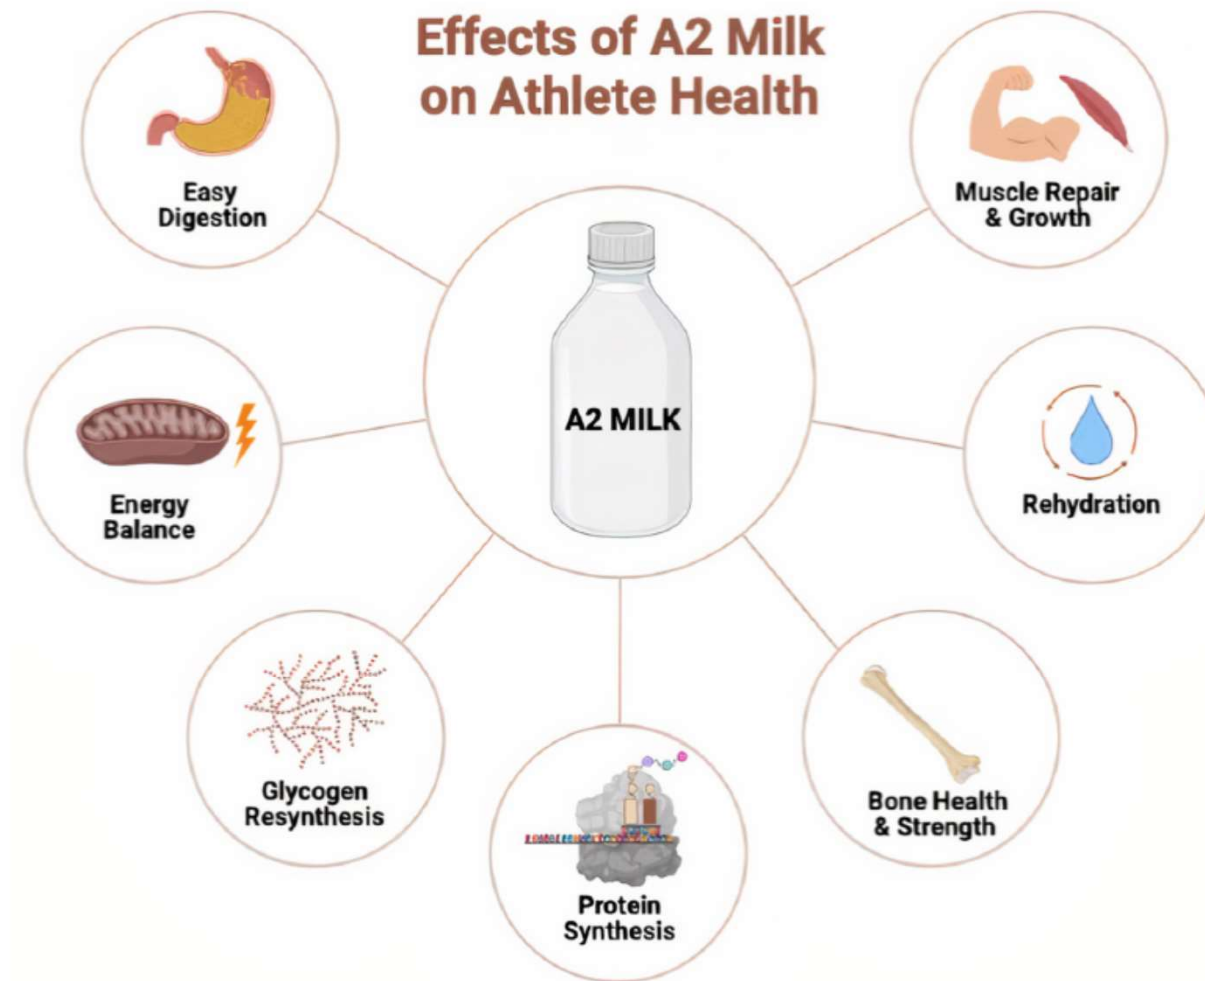 Effects of A2 Milk
on Athlete Health
Easy
Digestion
Muscle Repair
& Growth
A2 MILK
Energy
Balance
Rehydration
Glycogen
Resynthesis
Bone Health
& Strength
Protein
Synthesis